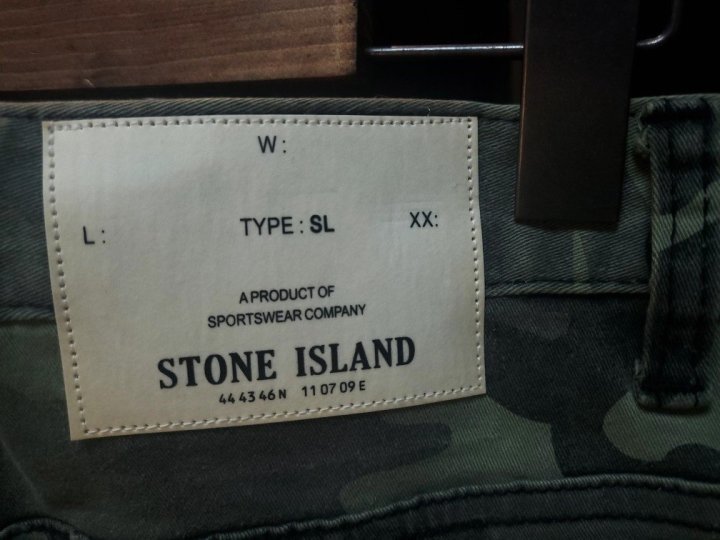 W:
L: TYPE: SL XX:
A PRODUCT OF
SPORTSWEAR COMPANY
STONE ISLAND
44 43 46 N 11 07 09 E